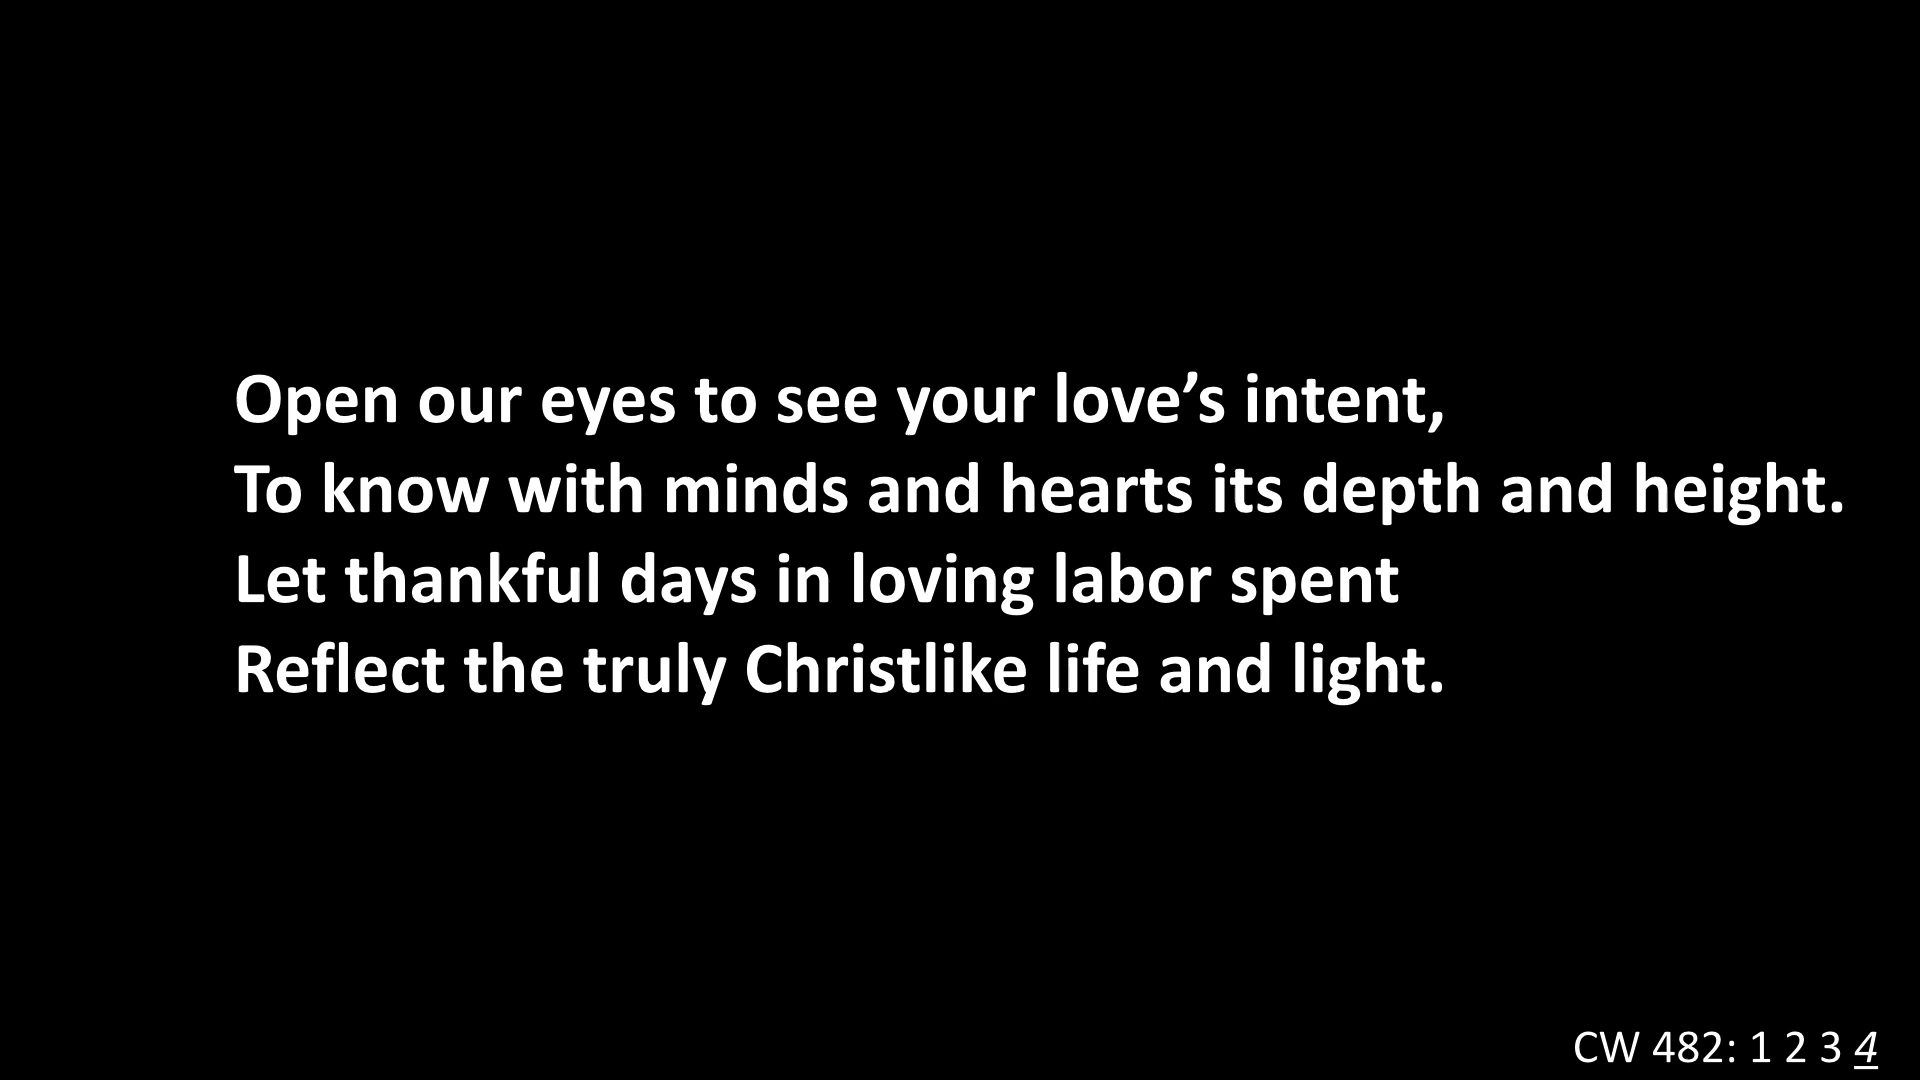 Open our eyes to see your love’s intent,
To know with minds and hearts its depth and height.
Let thankful days in loving labor spent
Reflect the truly Christlike life and light.
CW 482: 1 2 3 4